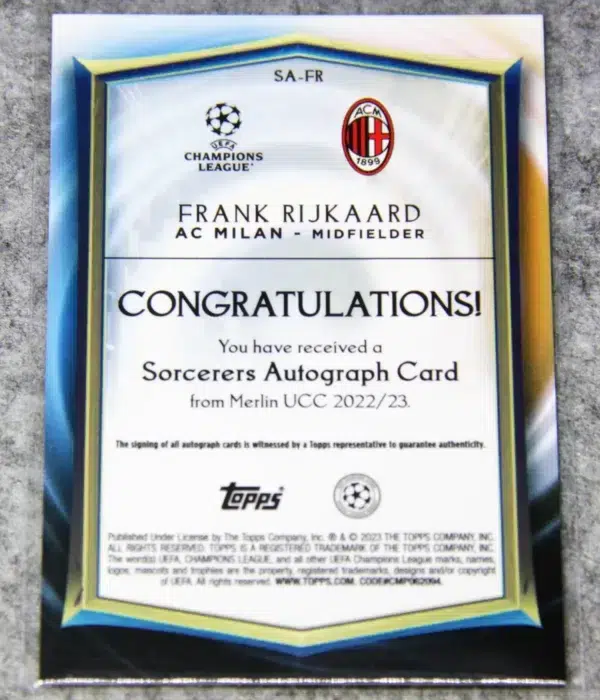 SA-FR
UEFA
CHAMPIONS
LEAGUE
ACM
1899
FRANK RIJKAARD
AC MILAN - MIDFIELDER
CONGRATULATIONS!
You have received a
Sorcerers Autograph Card
from Merlin UCC 2022/23.
The signing of all autograph cards is witnessed by a Topps representative to guarantee authenticity.
Topps
Published Under License by The Topps Company, Inc. ® & © 2023 THE TOPPS COMPANY, INC.
ALL RIGHTS RESERVED. TOPPS IS A REGISTERED TRADEMARK OF THE TOPPS COMPANY, INC.
The word(s) UEFA, CHAMPIONS LEAGUE, and all other UEFA Champions League marks, names,
logos, mascots and trophies are the property, registered trademarks, designs and/or copyright
of UEFA. All rights reserved. WWW.TOPPS.COM. CODE#CMP062094.